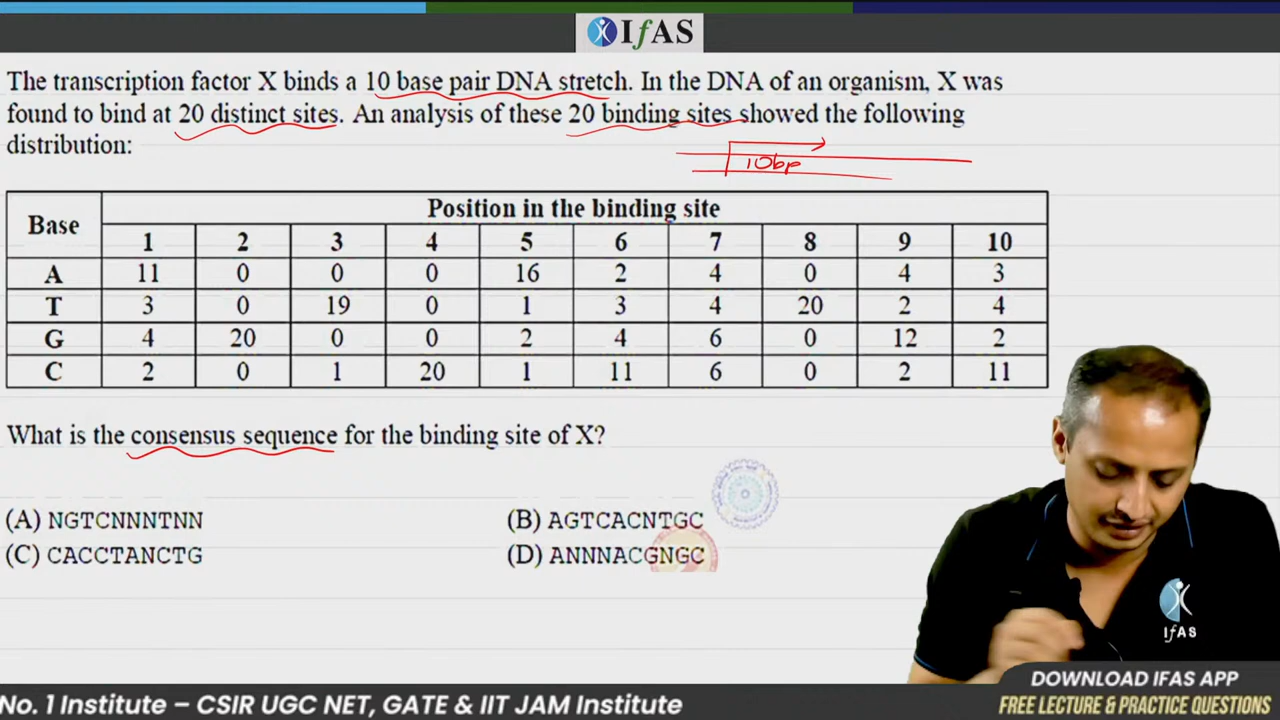 IfAS
The transcription factor X binds a 10 base pair DNA stretch. In the DNA of an organism, X was
found to bind at 20 distinct sites. An analysis of these 20 binding sites showed the following
distribution:
10bp
Base Position in the binding site
1 2 3 4 5 6 7 8 9 10
A 11 0 0 0 16 2 4 0 4 3
T 3 0 19 0 1 3 4 20 2 4
G 4 20 0 0 2 4 6 0 12 2
C 2 0 1 20 1 11 6 0 2 11
What is the consensus sequence for the binding site of X?
(A) NGTCNNNTNN (B) AGTCACNTGC
(C) CACCTANCTG (D) ANNNACGNGC
IfAS
DOWNLOAD IFAS APP
No. 1 Institute – CSIR UGC NET, GATE & IIT JAM Institute
FREE LECTURE & PRACTICE QUESTIONS